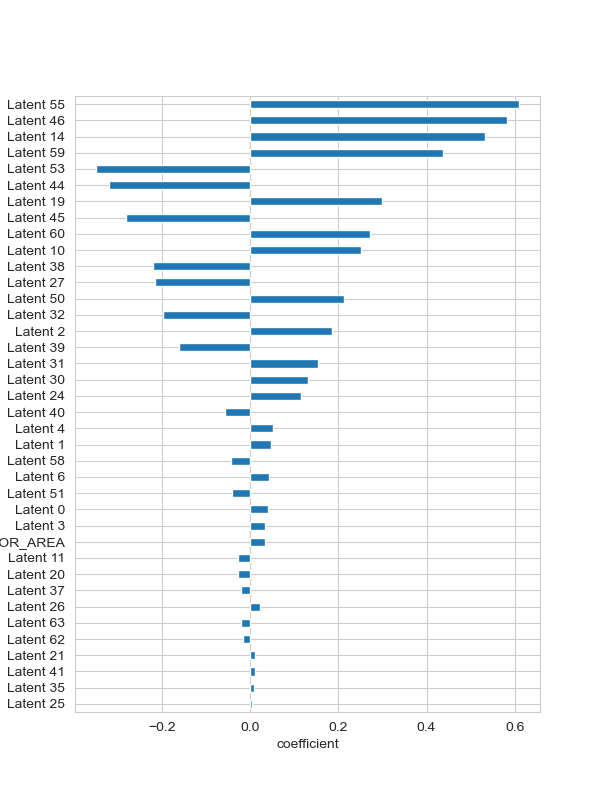 Latent 55
Latent 46
Latent 14
Latent 59
Latent 53
Latent 44
Latent 19
Latent 45
Latent 60
Latent 10
Latent 38
Latent 27
Latent 50
Latent 32
Latent 2
Latent 39
Latent 31
Latent 30
Latent 24
Latent 40
Latent 4
Latent 1
Latent 58
Latent 6
Latent 51
Latent 0
Latent 3
OR_AREA
Latent 11
Latent 20
Latent 37
Latent 26
Latent 63
Latent 62
Latent 21
Latent 41
Latent 35
Latent 25
−0.2 0.0 0.2 0.4 0.6
coefficient